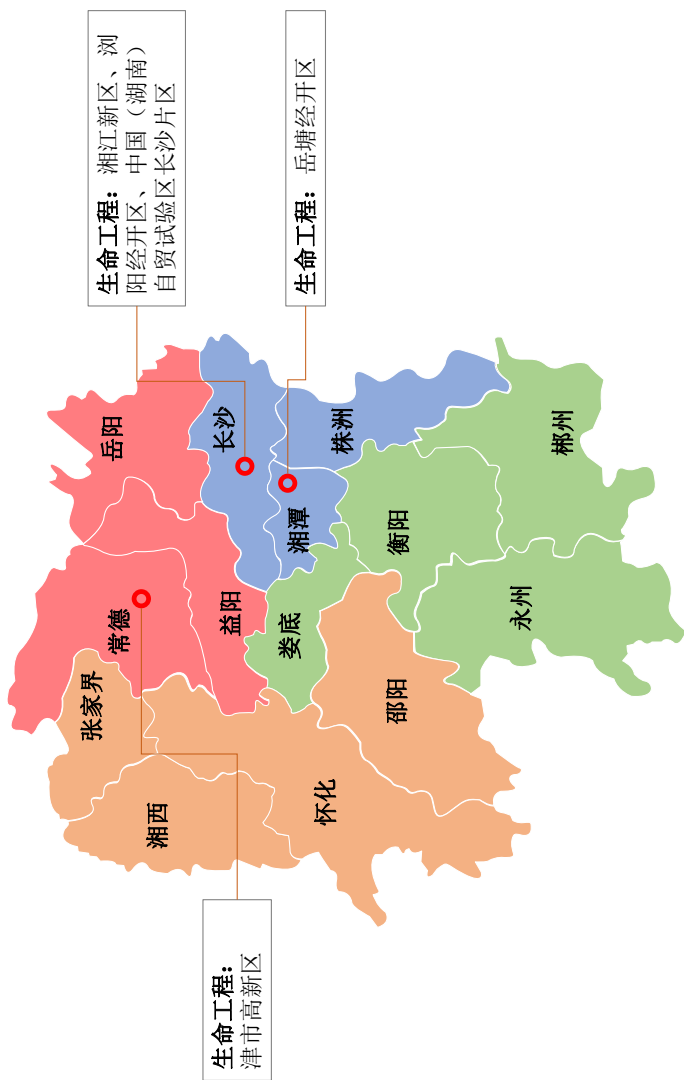 生命工程：湘江新区、浏
阳经开区、中国（湖南）
自贸试验区长沙片区
生命工程：岳塘经开区
岳阳
长沙
株洲
郴州
常德
益阳
湘潭
衡阳
娄底
永州
张家界
邵阳
湘西
怀化
生命工程：
津市高新区